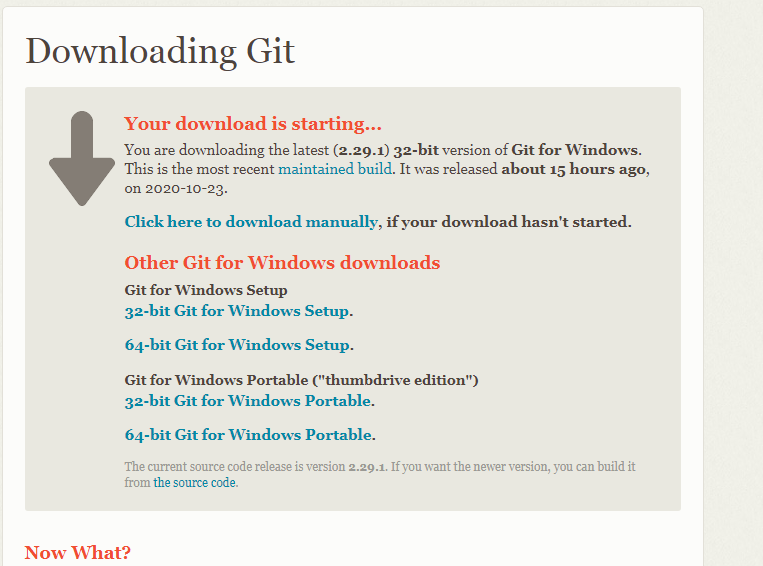 Downloading Git
Your download is starting...
You are downloading the latest (2.29.1) 32-bit version of Git for Windows.
This is the most recent maintained build. It was released about 15 hours ago,
on 2020-10-23.
Click here to download manually, if your download hasn't started.
Other Git for Windows downloads
Git for Windows Setup
32-bit Git for Windows Setup.
64-bit Git for Windows Setup.
Git for Windows Portable ("thumbdrive edition")
32-bit Git for Windows Portable.
64-bit Git for Windows Portable.
The current source code release is version 2.29.1. If you want the newer version, you can build it
from the source code.
Now What?